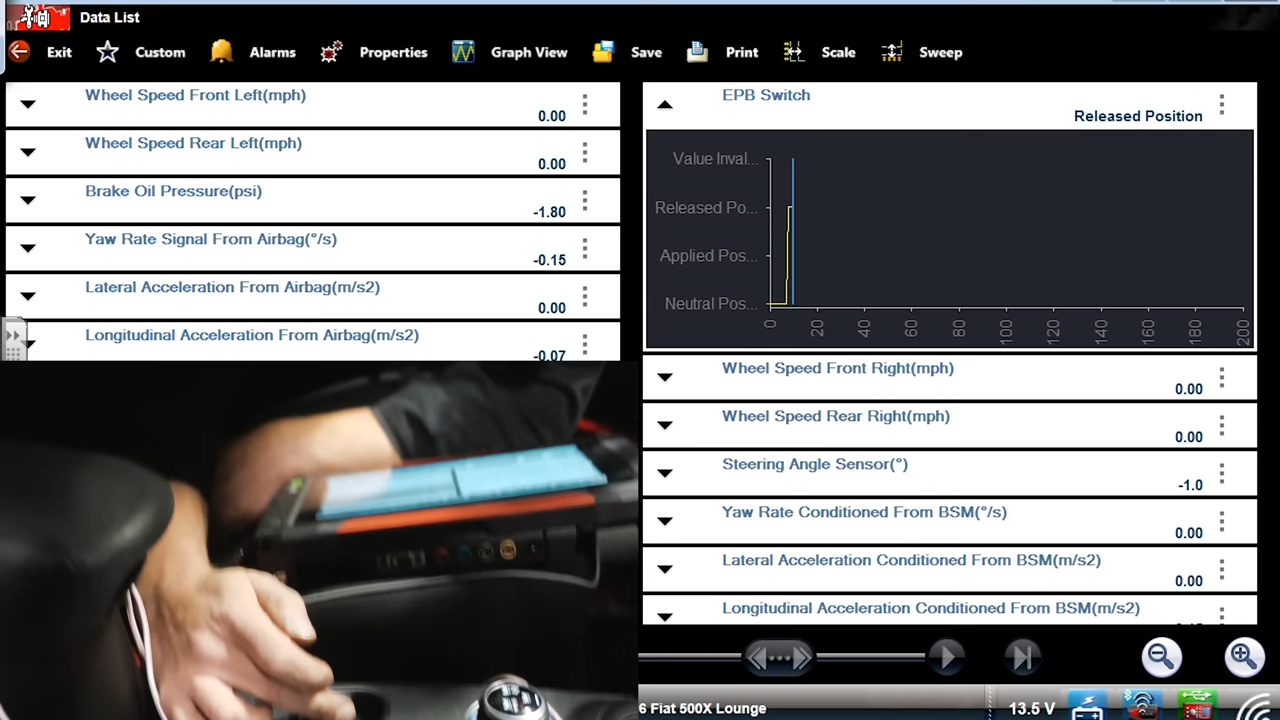 Data List
Exit
Custom
Alarms
Properties
Graph View
Save
Print
Scale
Sweep
Wheel Speed Front Left(mph)
0.00
Wheel Speed Rear Left(mph)
0.00
Brake Oil Pressure(psi)
-1.80
Yaw Rate Signal From Airbag(°/s)
-0.15
Lateral Acceleration From Airbag(m/s2)
0.00
Longitudinal Acceleration From Airbag(m/s2)
-0.07
EPB Switch
Released Position
Value Inval...
Released Po...
Applied Pos...
Neutral Pos...
0 20 40 60 80 100 120 140 160 180 200
Wheel Speed Front Right(mph)
0.00
Wheel Speed Rear Right(mph)
0.00
Steering Angle Sensor(°)
-1.0
Yaw Rate Conditioned From BSM(°/s)
0.00
Lateral Acceleration Conditioned From BSM(m/s2)
0.00
Longitudinal Acceleration Conditioned From BSM(m/s2)
6 Fiat 500X Lounge
13.5 V